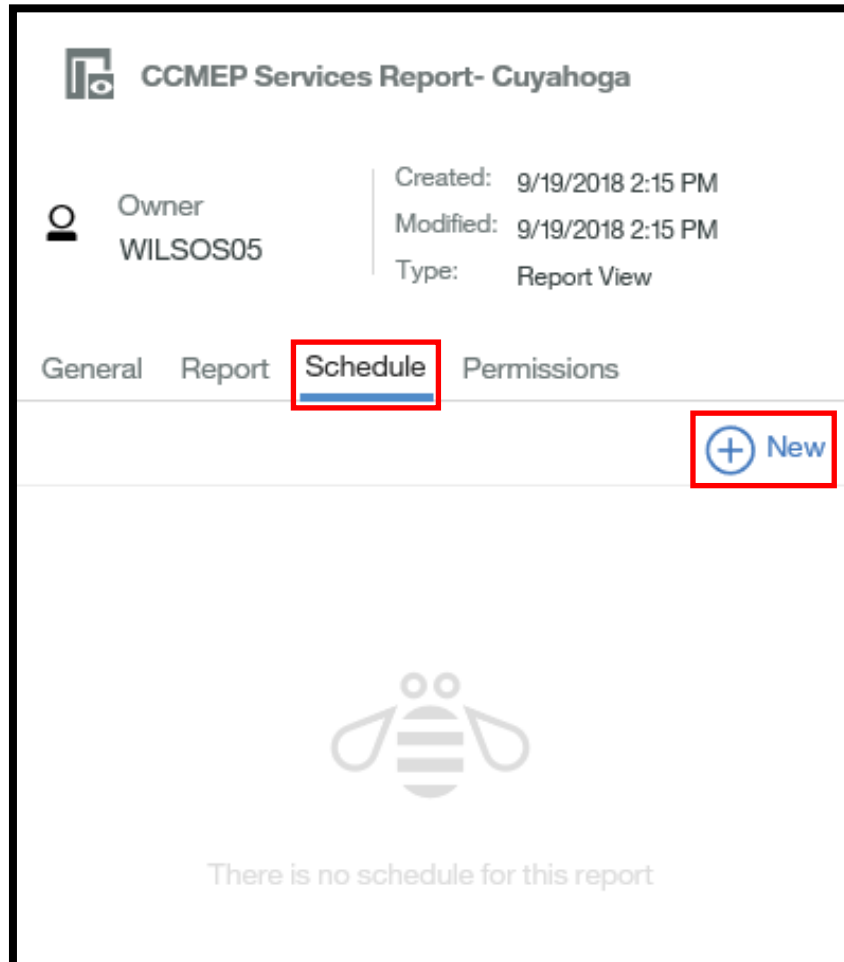 CCMEP Services Report- Cuyahoga
Owner
WILSOS05
Created: 9/19/2018 2:15 PM
Modified: 9/19/2018 2:15 PM
Type: Report View
General Report Schedule Permissions
New
There is no schedule for this report